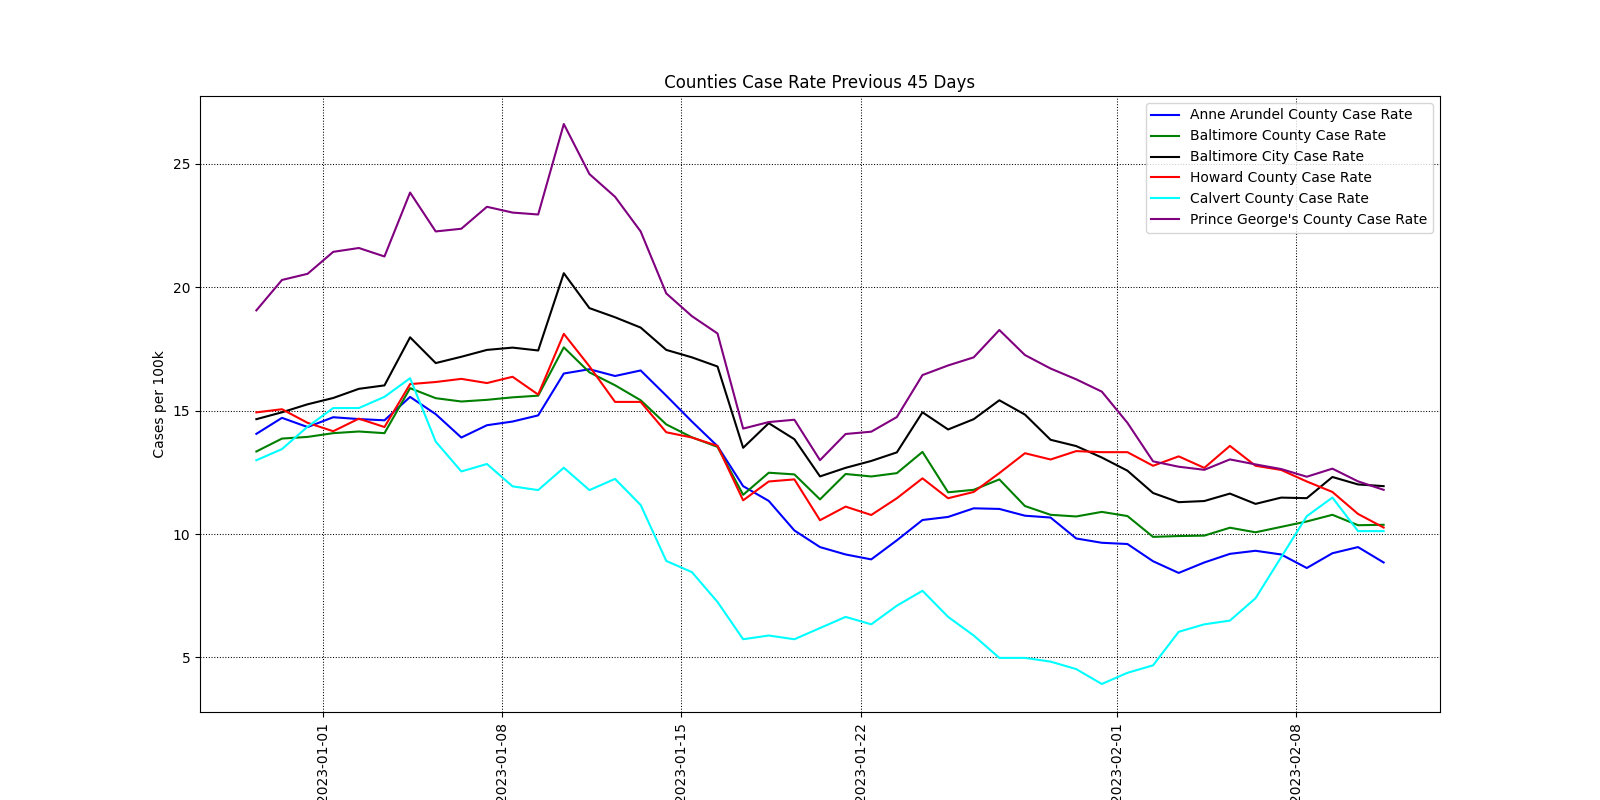 Counties Case Rate Previous 45 Days
Anne Arundel County Case Rate
Baltimore County Case Rate
Baltimore City Case Rate
Howard County Case Rate
Calvert County Case Rate
Prince George's County Case Rate
Cases per 100k
25
20
15
10
5
2023-01-01
2023-01-08
2023-01-15
2023-01-22
2023-02-01
2023-02-08